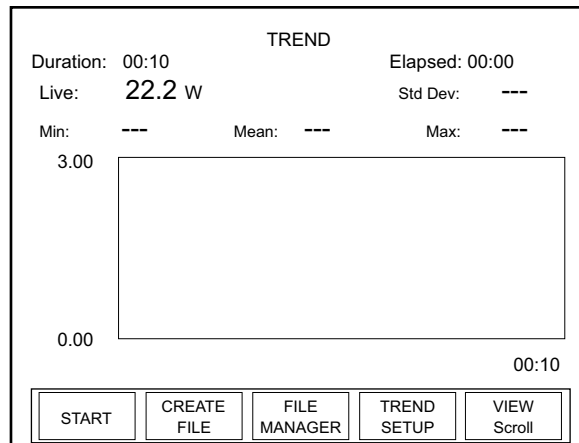 TREND
Duration: 00:10 Elapsed: 00:00
Live: 22.2 W Std Dev: ---
Min: --- Mean: --- Max: ---
3.00
0.00
00:10
START
CREATE FILE
FILE MANAGER
TREND SETUP
VIEW Scroll